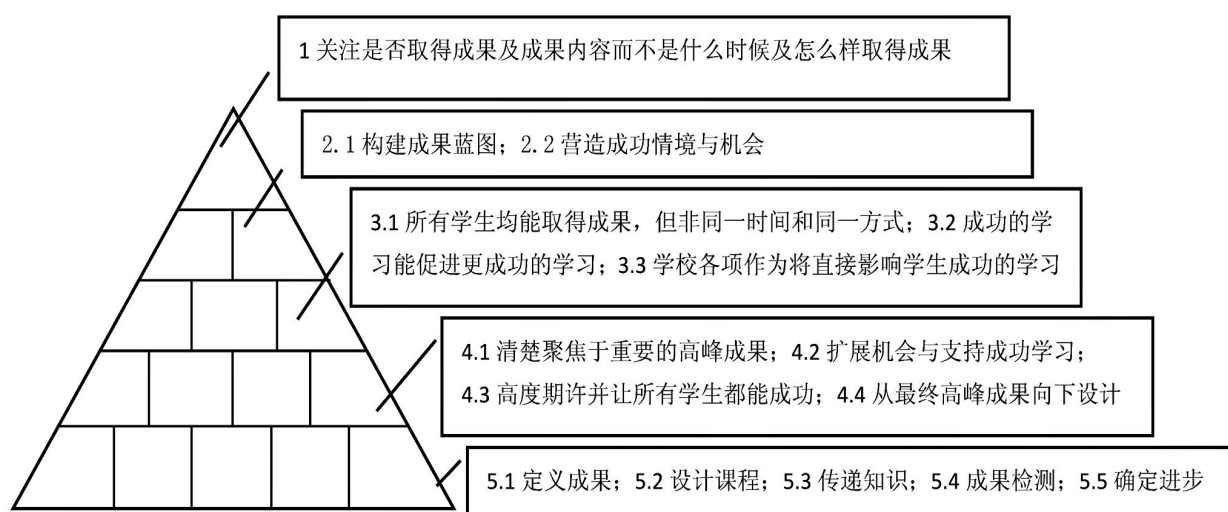 1 关注是否取得成果及成果内容而不是什么时候及怎么样取得成果
2.1 构建成果蓝图；2.2 营造成功情境与机会
3.1 所有学生均能取得成果，但非同一时间和同一方式；3.2 成功的学
习能促进更成功的学习；3.3 学校各项作为将直接影响学生成功的学习
4.1 清楚聚焦于重要的高峰成果；4.2 扩展机会与支持成功学习；
4.3 高度期许并让所有学生都能成功；4.4 从最终高峰成果向下设计
5.1 定义成果；5.2 设计课程；5.3 传递知识；5.4 成果检测；5.5 确定进步